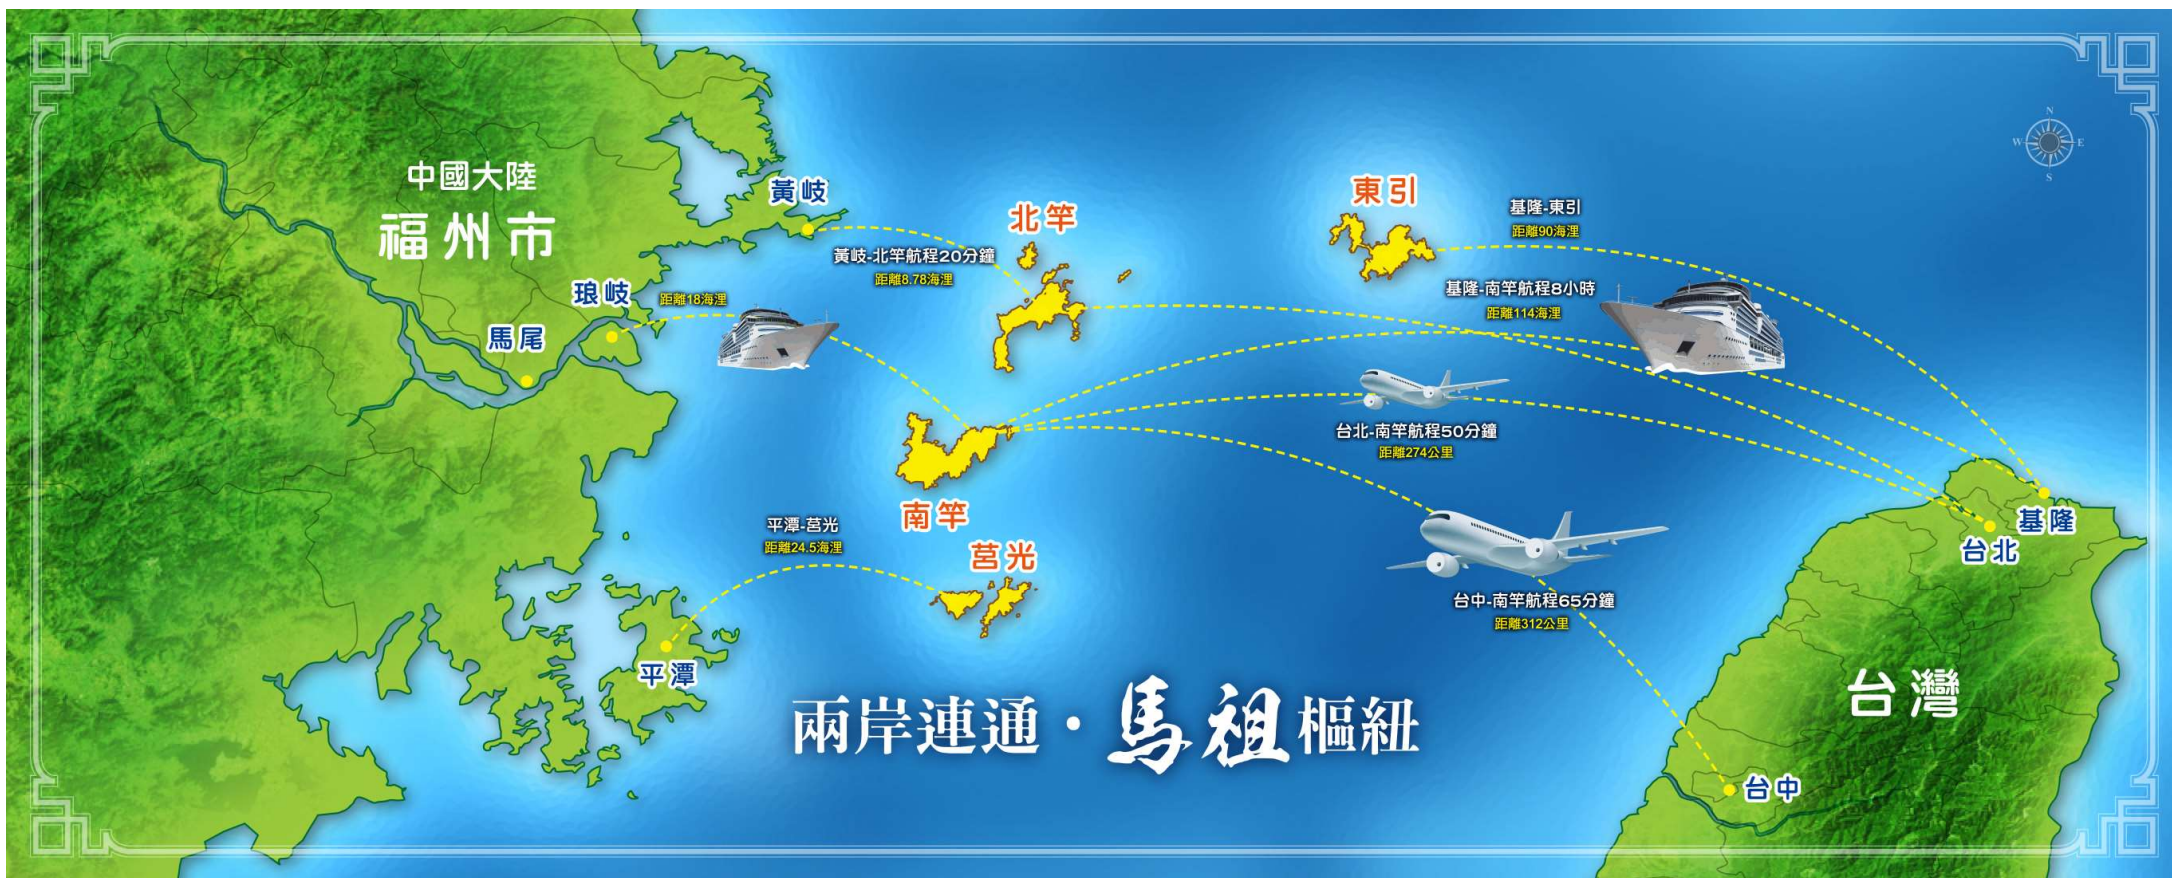 中國大陸
福州市
黃岐
琅岐
馬尾
平潭
北竿
東引
南竿
莒光
黃岐-北竿航程20分鐘
距離8.78海浬
距離18海浬
平潭-莒光
距離24.5海浬
基隆-東引
距離90海浬
基隆-南竿航程8小時
距離114海浬
台北-南竿航程50分鐘
距離274公里
台中-南竿航程65分鐘
距離312公里
N
W
E
S
基隆
台北
台灣
台中
兩岸連通・馬祖樞紐